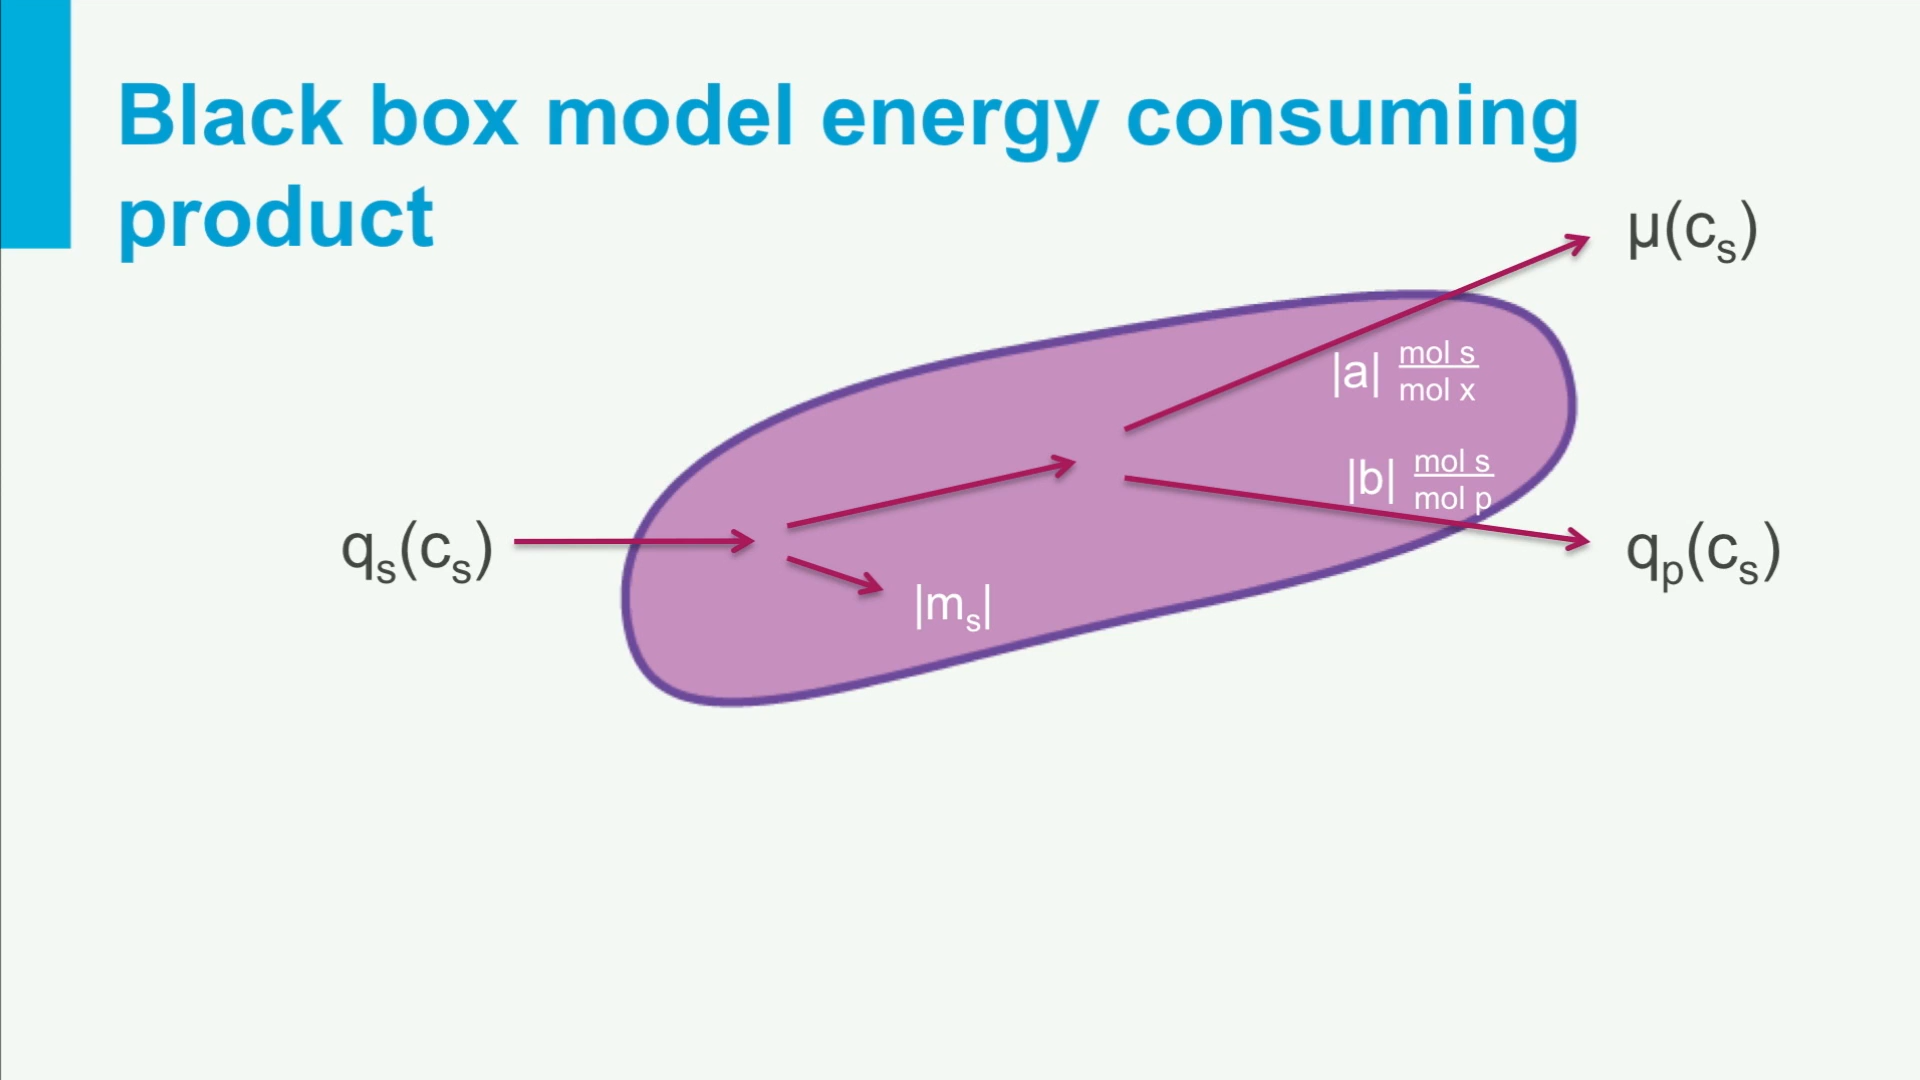 Black box model energy consuming
product
μ(cₛ)
|a| mol s
mol x
|b| mol s
mol p
qₛ(cₛ)
qₚ(cₛ)
|mₛ|